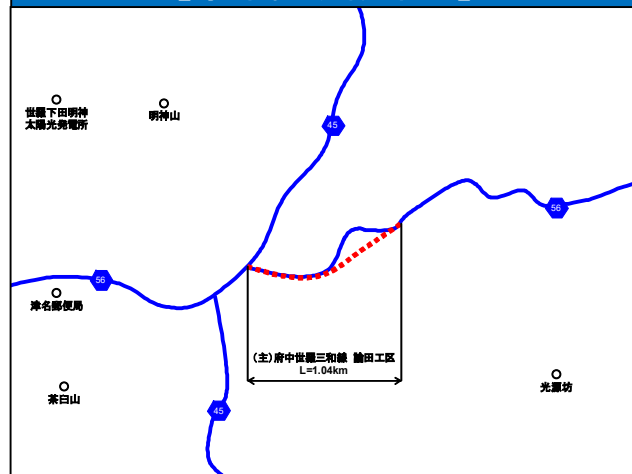 世羅下田明神
太陽光発電所
明神山
45
56
56
津名郵便局
(主)府中世羅三和線 論田工区
L=1.04km
茶臼山
光源坊
45